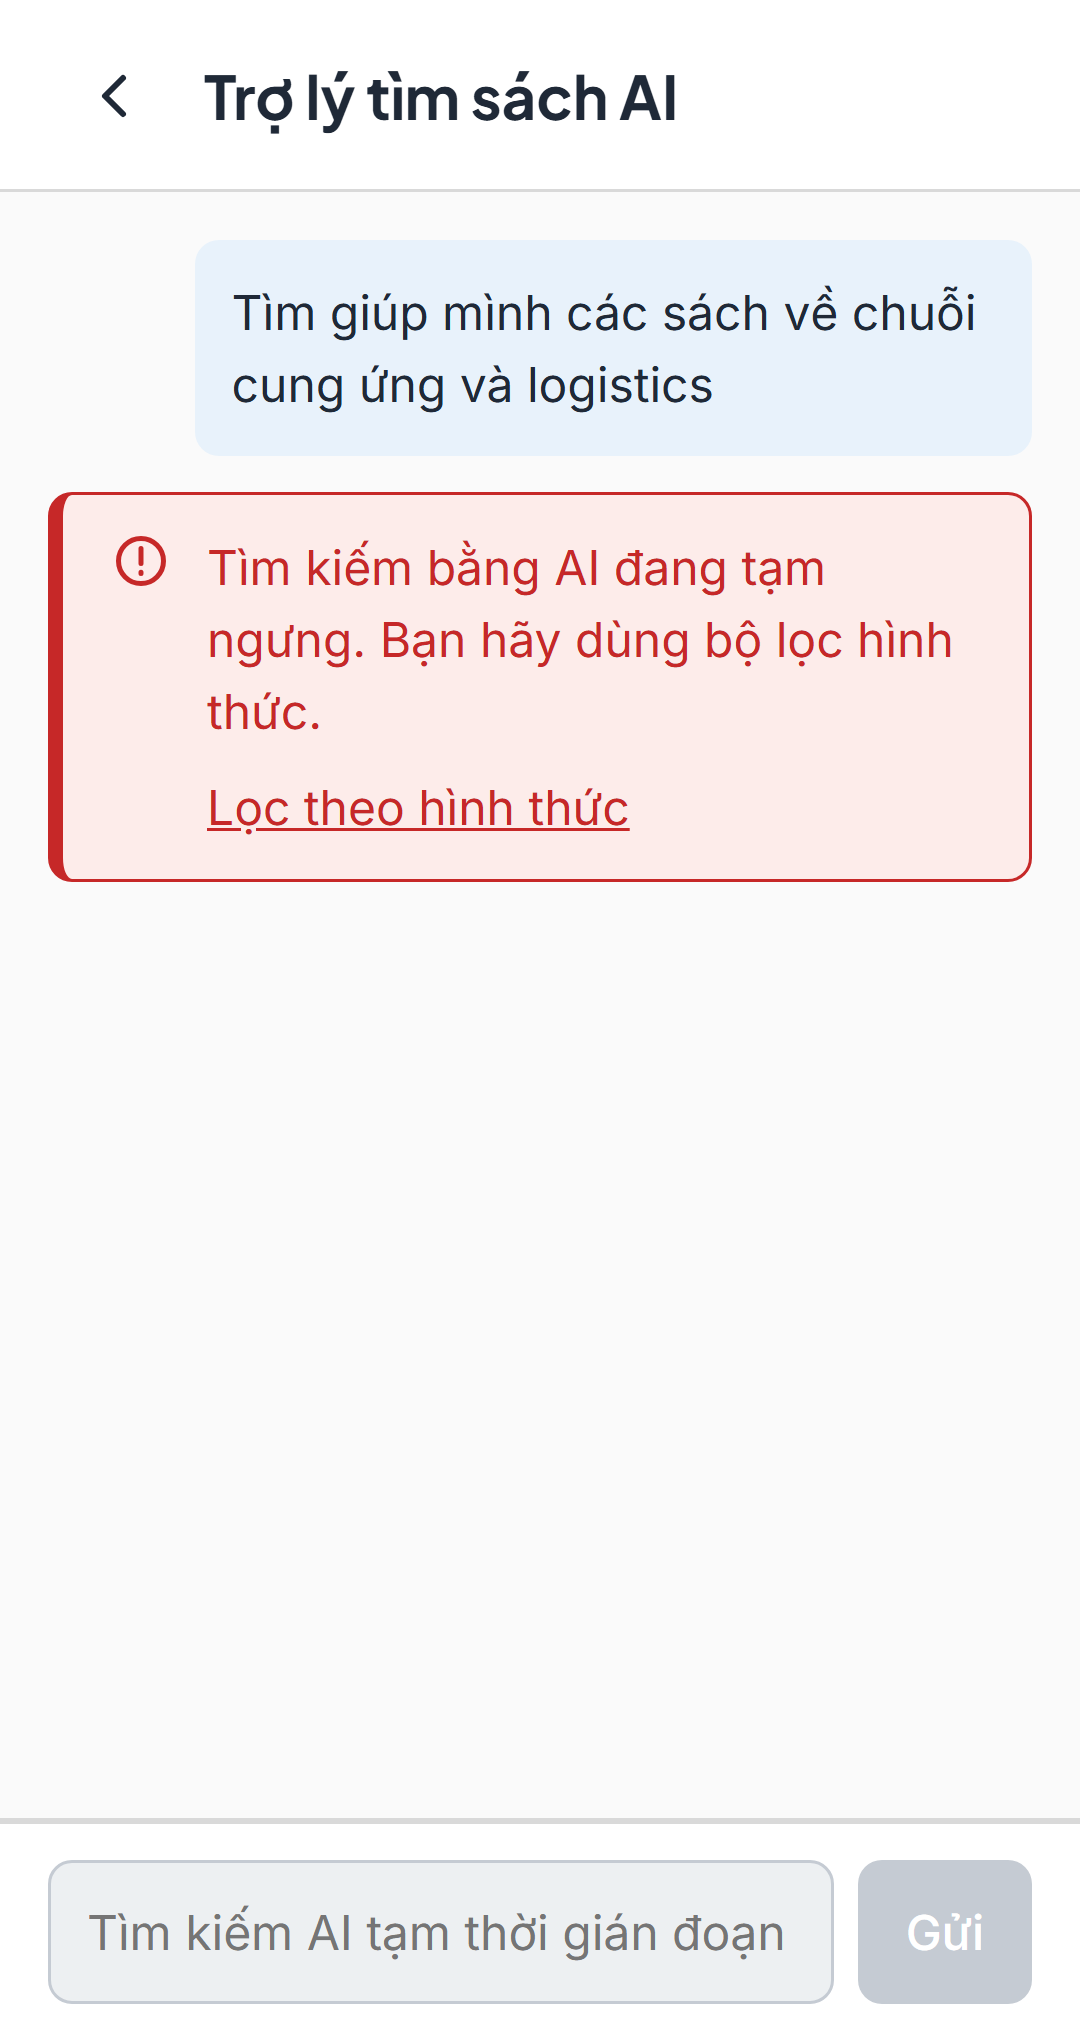 Trợ lý tìm sách AI
Tìm giúp mình các sách về chuỗi
cung ứng và logistics
Tìm kiếm bằng AI đang tạm
ngưng. Bạn hãy dùng bộ lọc hình
thức.
Lọc theo hình thức
Tìm kiếm AI tạm thời gián đoạn
Gửi